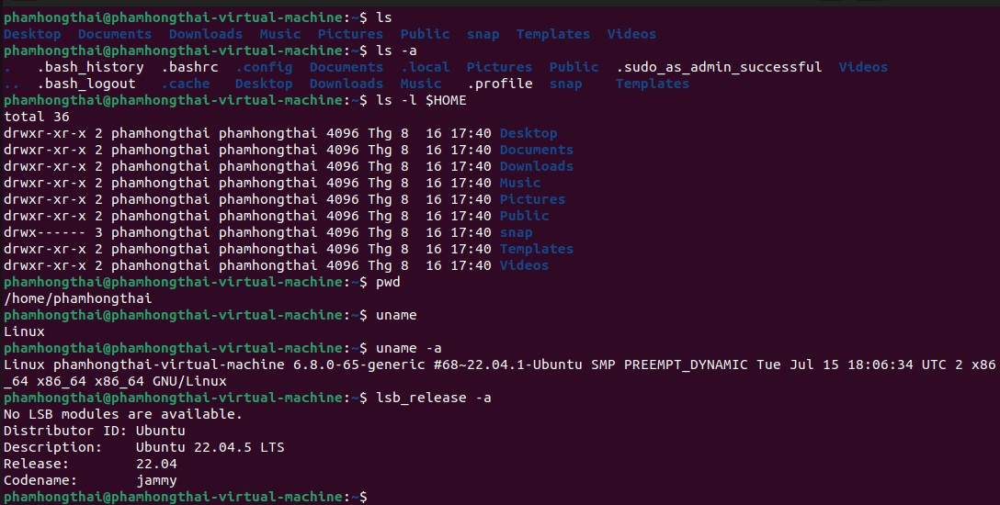 phamhongthai@phamhongthai-virtual-machine:~$ ls
Desktop  Documents  Downloads  Music  Pictures  Public  snap  Templates  Videos
phamhongthai@phamhongthai-virtual-machine:~$ ls -a
.   .bash_history  .bashrc  .config  Documents  .local  Pictures  Public  .sudo_as_admin_successful  Videos
..  .bash_logout   .cache   Desktop  Downloads  Music   .profile  snap    Templates
phamhongthai@phamhongthai-virtual-machine:~$ ls -l $HOME
total 36
drwxr-xr-x 2 phamhongthai phamhongthai 4096 Thg 8  16 17:40 Desktop
drwxr-xr-x 2 phamhongthai phamhongthai 4096 Thg 8  16 17:40 Documents
drwxr-xr-x 2 phamhongthai phamhongthai 4096 Thg 8  16 17:40 Downloads
drwxr-xr-x 2 phamhongthai phamhongthai 4096 Thg 8  16 17:40 Music
drwxr-xr-x 2 phamhongthai phamhongthai 4096 Thg 8  16 17:40 Pictures
drwxr-xr-x 2 phamhongthai phamhongthai 4096 Thg 8  16 17:40 Public
drwx------ 3 phamhongthai phamhongthai 4096 Thg 8  16 17:40 snap
drwxr-xr-x 2 phamhongthai phamhongthai 4096 Thg 8  16 17:40 Templates
drwxr-xr-x 2 phamhongthai phamhongthai 4096 Thg 8  16 17:40 Videos
phamhongthai@phamhongthai-virtual-machine:~$ pwd
/home/phamhongthai
phamhongthai@phamhongthai-virtual-machine:~$ uname
Linux
phamhongthai@phamhongthai-virtual-machine:~$ uname -a
Linux phamhongthai-virtual-machine 6.8.0-65-generic #68~22.04.1-Ubuntu SMP PREEMPT_DYNAMIC Tue Jul 15 18:06:34 UTC 2 x86
_64 x86_64 x86_64 GNU/Linux
phamhongthai@phamhongthai-virtual-machine:~$ lsb_release -a
No LSB modules are available.
Distributor ID: Ubuntu
Description:    Ubuntu 22.04.5 LTS
Release:        22.04
Codename:       jammy
phamhongthai@phamhongthai-virtual-machine:~$